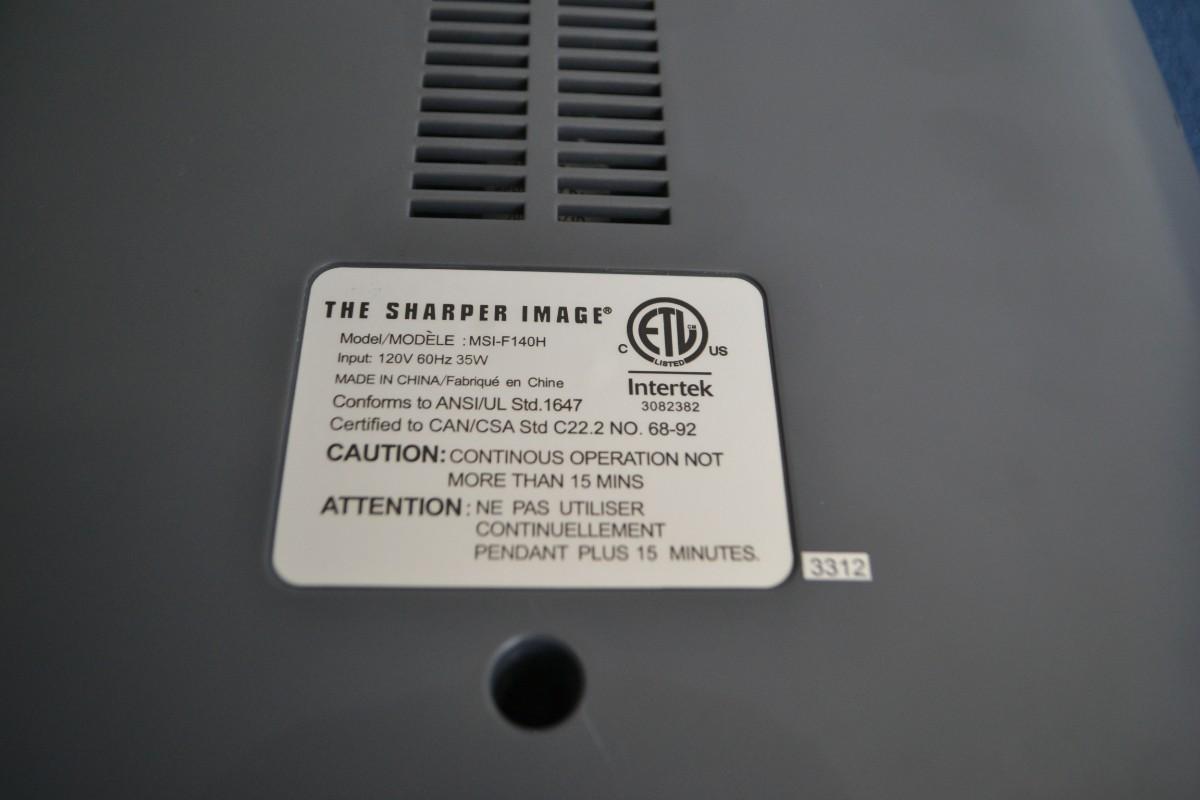 THE SHARPER IMAGE®
Model/MODÈLE : MSI-F140H
Input: 120V 60Hz 35W
MADE IN CHINA/Fabriqué en Chine
Conforms to ANSI/UL Std.1647
Certified to CAN/CSA Std C22.2 NO. 68-92
ETL CM
LISTED
C US
Intertek
3082382
CAUTION: CONTINOUS OPERATION NOT
MORE THAN 15 MINS
ATTENTION: NE PAS UTILISER
CONTINUELLEMENT
PENDANT PLUS 15 MINUTES.
3312